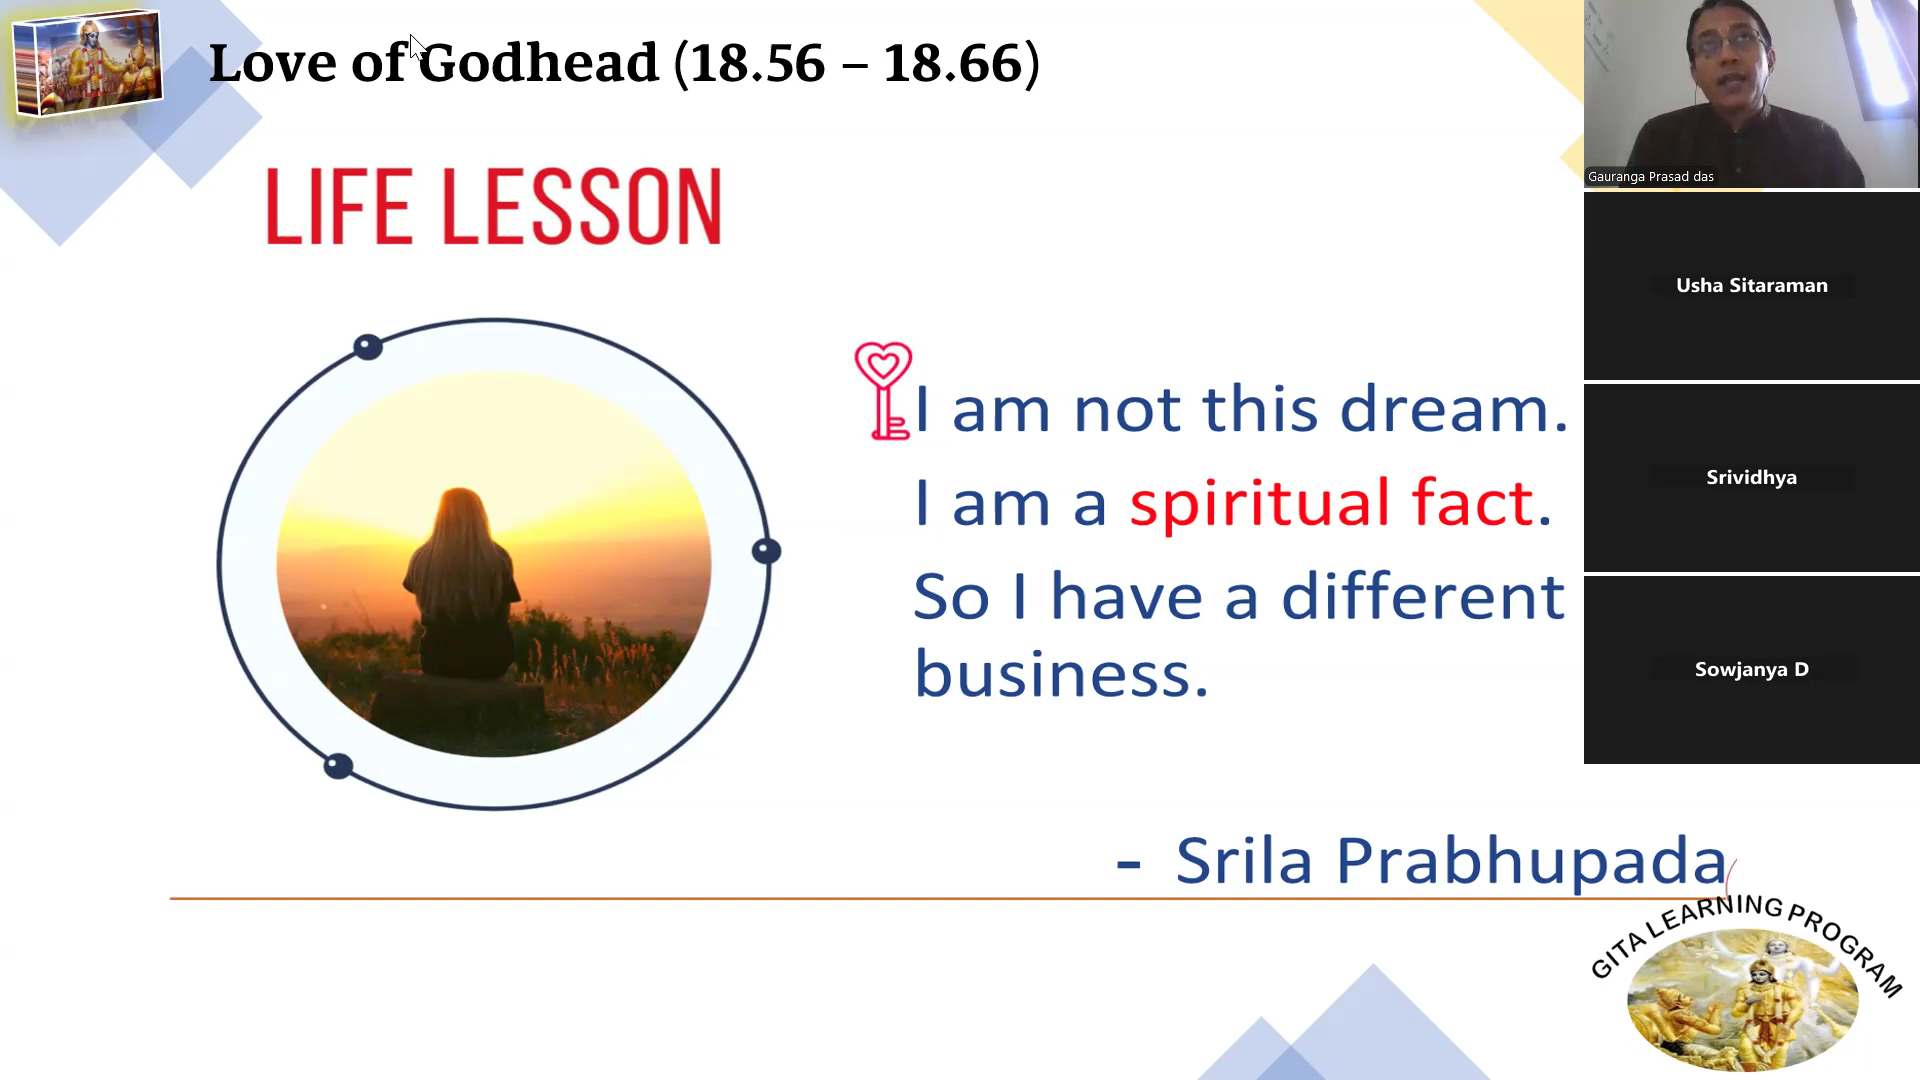 Love of Godhead (18.56 – 18.66)
LIFE LESSON
I am not this dream.
I am a spiritual fact.
So I have a different
business.
- Srila Prabhupada
GITA LEARNING PROGRAM
Gauranga Prasad das
Usha Sitaraman
Srividhya
Sowjanya D